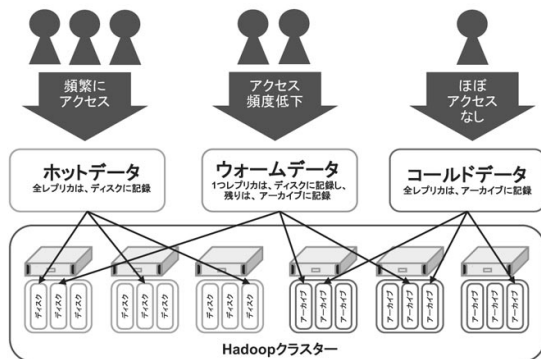 頻繁に
アクセス
アクセス
頻度低下
ほぼ
アクセス
なし
ホットデータ
全レプリカは、ディスクに記録
ウォームデータ
1つレプリカは、ディスクに記録し、
残りは、アーカイブに記録
コールドデータ
全レプリカは、アーカイブに記録
ディスク
ディスク
ディスク
ディスク
ディスク
ディスク
ディスク
ディスク
ディスク
アーカイブ
アーカイブ
アーカイブ
アーカイブ
アーカイブ
アーカイブ
アーカイブ
アーカイブ
アーカイブ
Hadoopクラスター